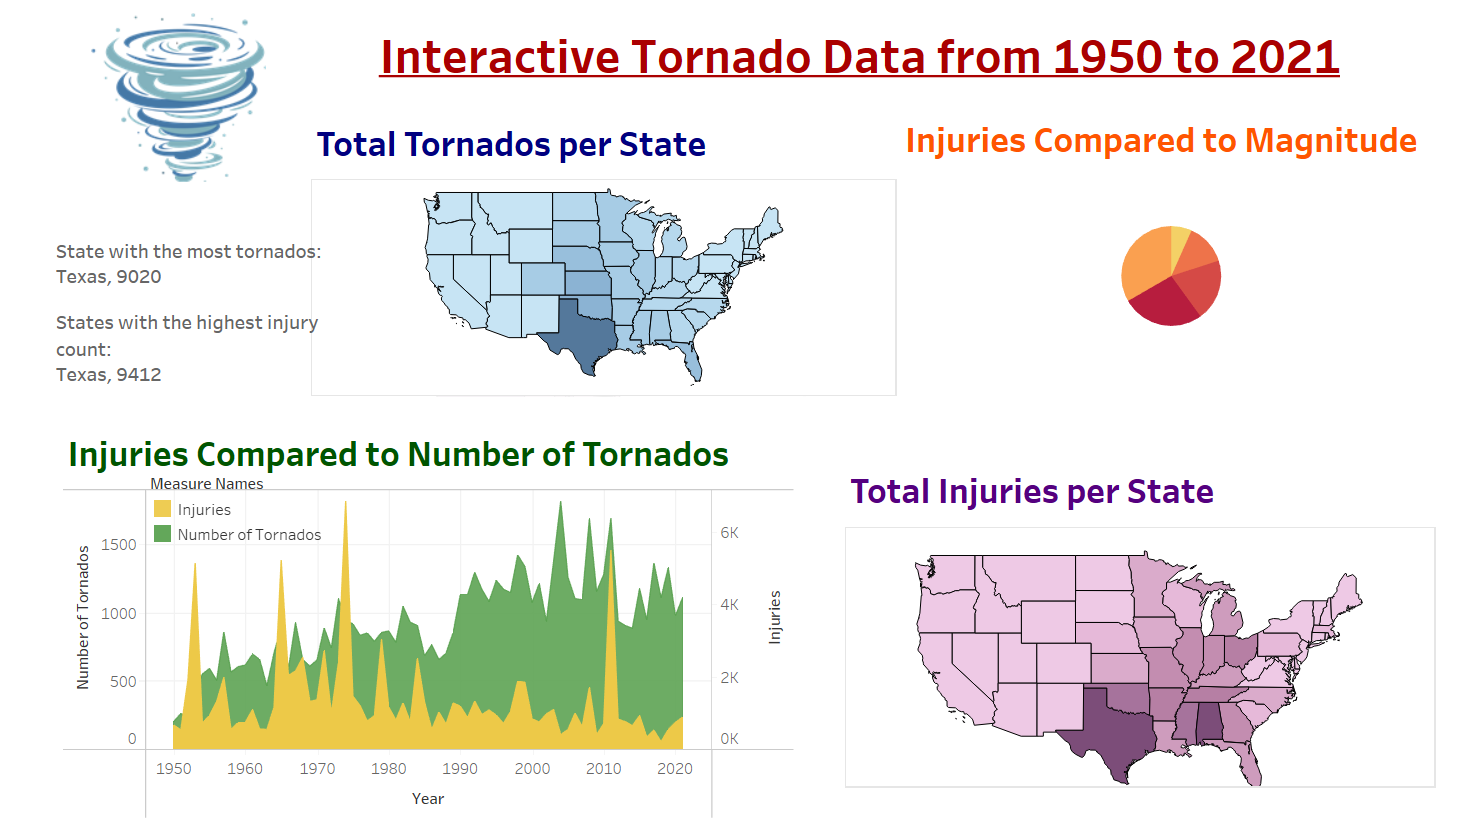 Interactive Tornado Data from 1950 to 2021
Total Tornados per State
Injuries Compared to Magnitude
State with the most tornados:
Texas, 9020
States with the highest injury
count:
Texas, 9412
Injuries Compared to Number of Tornados
Measure Names
Injuries
Number of Tornados
Number of Tornados
1500
1000
500
0
6K
4K
2K
0K
Injuries
1950 1960 1970 1980 1990 2000 2010 2020
Year
Total Injuries per State